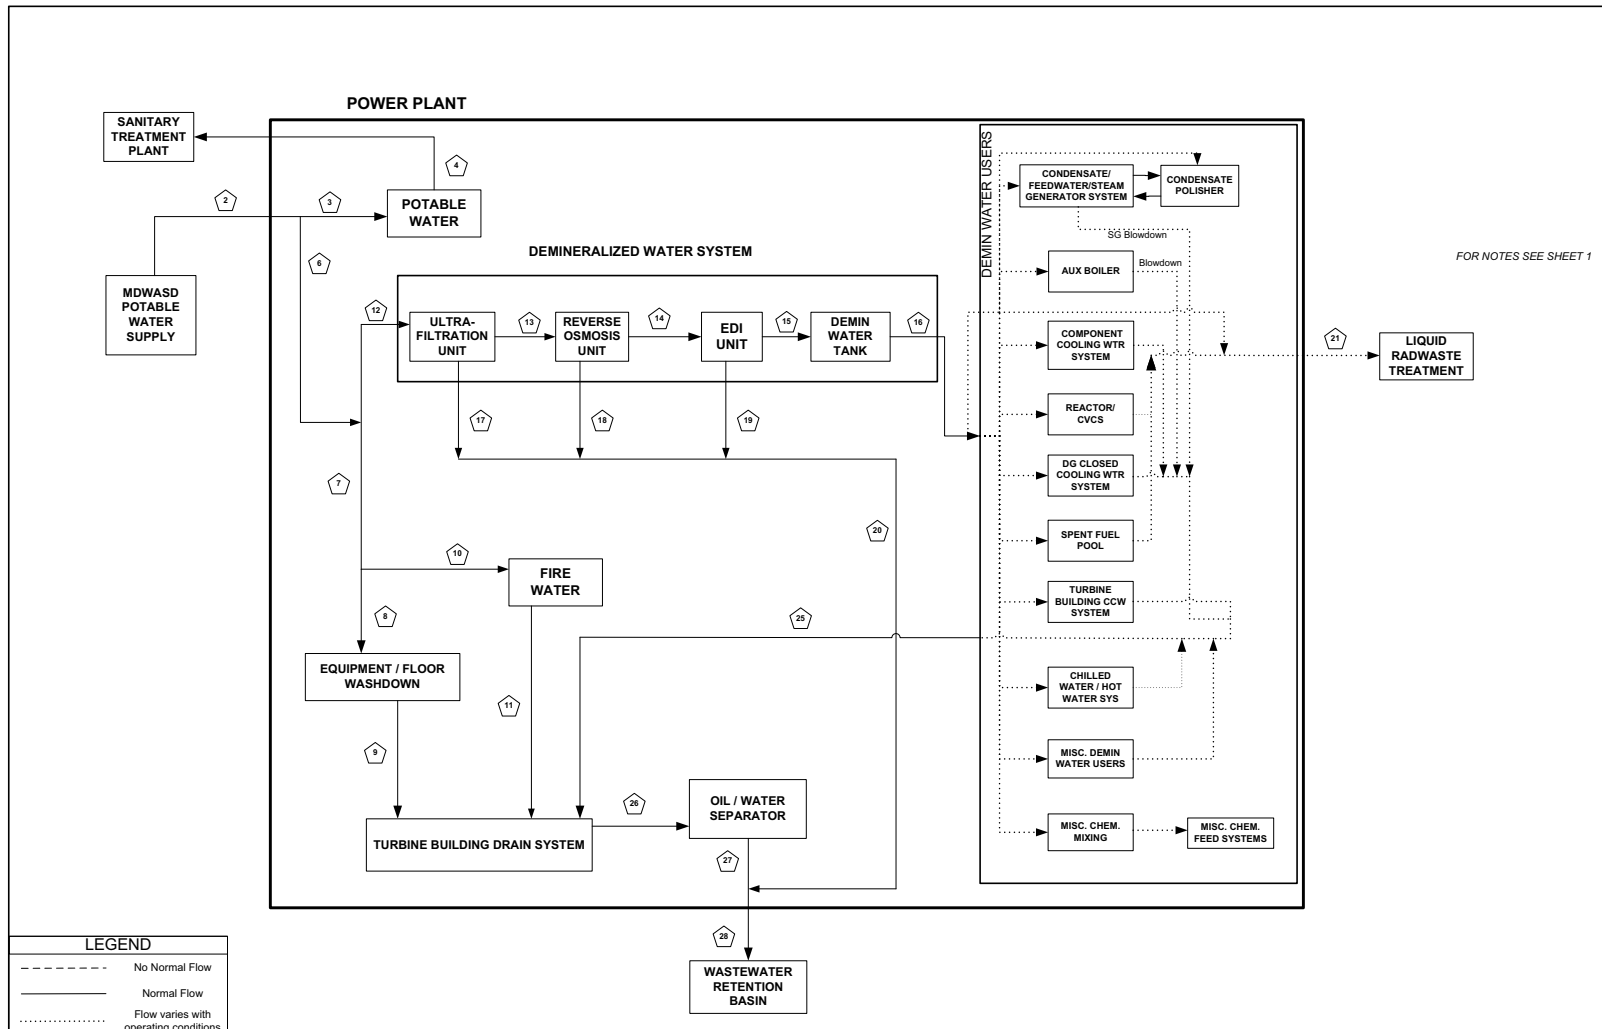 POWER PLANT
SANITARY
TREATMENT
PLANT
4
2
3
POTABLE
WATER
6
MDWASD
POTABLE
WATER
SUPPLY
DEMINERALIZED WATER SYSTEM
12
ULTRA-
FILTRATION
UNIT
13
REVERSE
OSMOSIS
UNIT
14
EDI
UNIT
15
DEMIN
WATER
TANK
16
17
18
19
7
20
10
FIRE
WATER
8
25
EQUIPMENT / FLOOR
WASHDOWN
11
9
TURBINE BUILDING DRAIN SYSTEM
26
OIL / WATER
SEPARATOR
27
28
WASTEWATER
RETENTION
BASIN
DEMIN WATER USERS
CONDENSATE/
FEEDWATER/STEAM
GENERATOR SYSTEM
CONDENSATE
POLISHER
SG Blowdown
AUX BOILER
Blowdown
COMPONENT
COOLING WTR
SYSTEM
REACTOR/
CVCS
DG CLOSED
COOLING WTR
SYSTEM
SPENT FUEL
POOL
TURBINE
BUILDING CCW
SYSTEM
CHILLED
WATER / HOT
WATER SYS
MISC. DEMIN
WATER USERS
MISC. CHEM.
MIXING
MISC. CHEM.
FEED SYSTEMS
FOR NOTES SEE SHEET 1
21
LIQUID
RADWASTE
TREATMENT
LEGEND
No Normal Flow
Normal Flow
Flow varies with
operating conditions